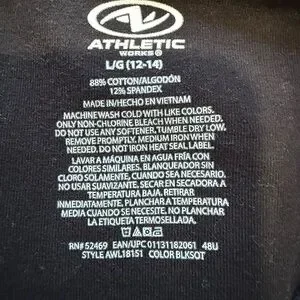 ATHLETIC
WORKS®
L/G (12-14)
88% COTTON/ALGODÓN
12% SPANDEX
MADE IN/HECHO EN VIETNAM
MACHINE WASH COLD WITH LIKE COLORS.
ONLY NON-CHLORINE BLEACH WHEN NEEDED.
DO NOT USE ANY SOFTENER. TUMBLE DRY LOW.
REMOVE PROMPTLY. MEDIUM IRON WHEN
NEEDED. DO NOT IRON HEAT SEAL LABEL.
LAVAR A MÁQUINA EN AGUA FRÍA CON
COLORES SIMILARES. BLANQUEADOR SIN
CLORO SOLAMENTE, CUANDO SEA NECESARIO.
NO USAR SUAVIZANTE. SECAR EN SECADORA A
TEMPERATURA BAJA. RETIRAR
INMEDIATAMENTE. PLANCHAR A TEMPERATURA
MEDIA CUANDO SE NECESITE. NO PLANCHAR
LA ETIQUETA TERMOSELLADA.
RN# 52469 EAN/UPC 01131182061 48U
STYLE AWL18151 COLOR BLKSOT